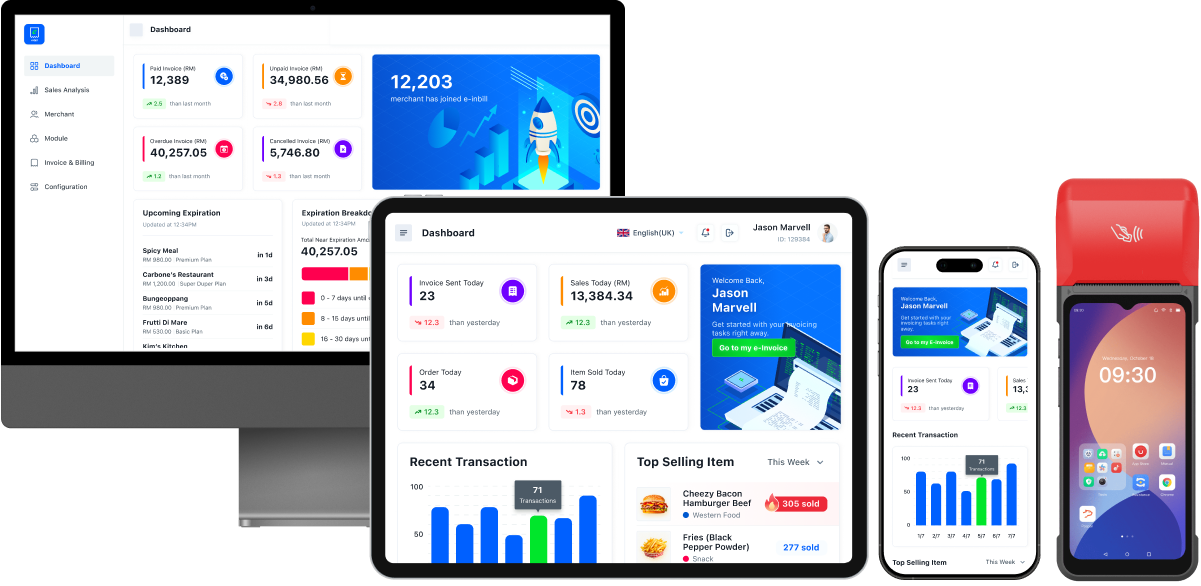 Dashboard
Dashboard
Sales Analysis
Merchant
Module
Invoice & Billing
Configuration
Paid Invoice (RM)
12,389
2.5 than last month
Unpaid Invoice (RM)
34,980.56
2.6 than last month
Overdue Invoice (RM)
40,257.05
1.2 than last month
Cancelled Invoice (RM)
5,746.80
1.3 than last month
12,203
merchant has joined e-inbill
Upcoming Expiration
Updated at 12:34PM
Spicy Meal
RM 980.00 Premium Plan
in 1d
Carbone's Restaurant
RM 1,200.00 Super Duper Plan
in 3d
Bungeoppang
RM 980.00 Premium Plan
in 5d
Frutti Di Mare
RM 530.00 Basic Plan
in 6d
Kim's Kitchen
Expiration Breakdo
Updated at 12:34PM
Total Near Expiration Am
40,257.05
0 - 7 days until
8 - 15 days until
16 - 30 days unt
Dashboard
English(UK)
Jason Marvell
ID: 129384
Invoice Sent Today
23
12.3 than yesterday
Sales Today (RM)
13,384.34
12.3 than yesterday
Order Today
34
12.3 than yesterday
Item Sold Today
78
1.3 than yesterday
Welcome Back,
Jason
Marvell
Get started with your invoicing
tasks right away.
Go to my e-Invoice
Recent Transaction
100
50
71
Transactions
Top Selling Item
This Week
Cheezy Bacon
Hamburger Beef
Western Food
305 sold
Fries (Black
Pepper Powder)
Snack
277 sold
Welcome Back,
Jason
Marvell
Get started with your
invoicing tasks right away.
Go to my e-Invoice
Invoice Sent Today
23
12.3 than yesterday
Sales
13,
12.3
Recent Transaction
100
50
0
71
Transactions
1/7 2/7 3/7 4/7 5/7 6/7 7/7
Top Selling Item
This Week
Wednesday, October 16
09:30